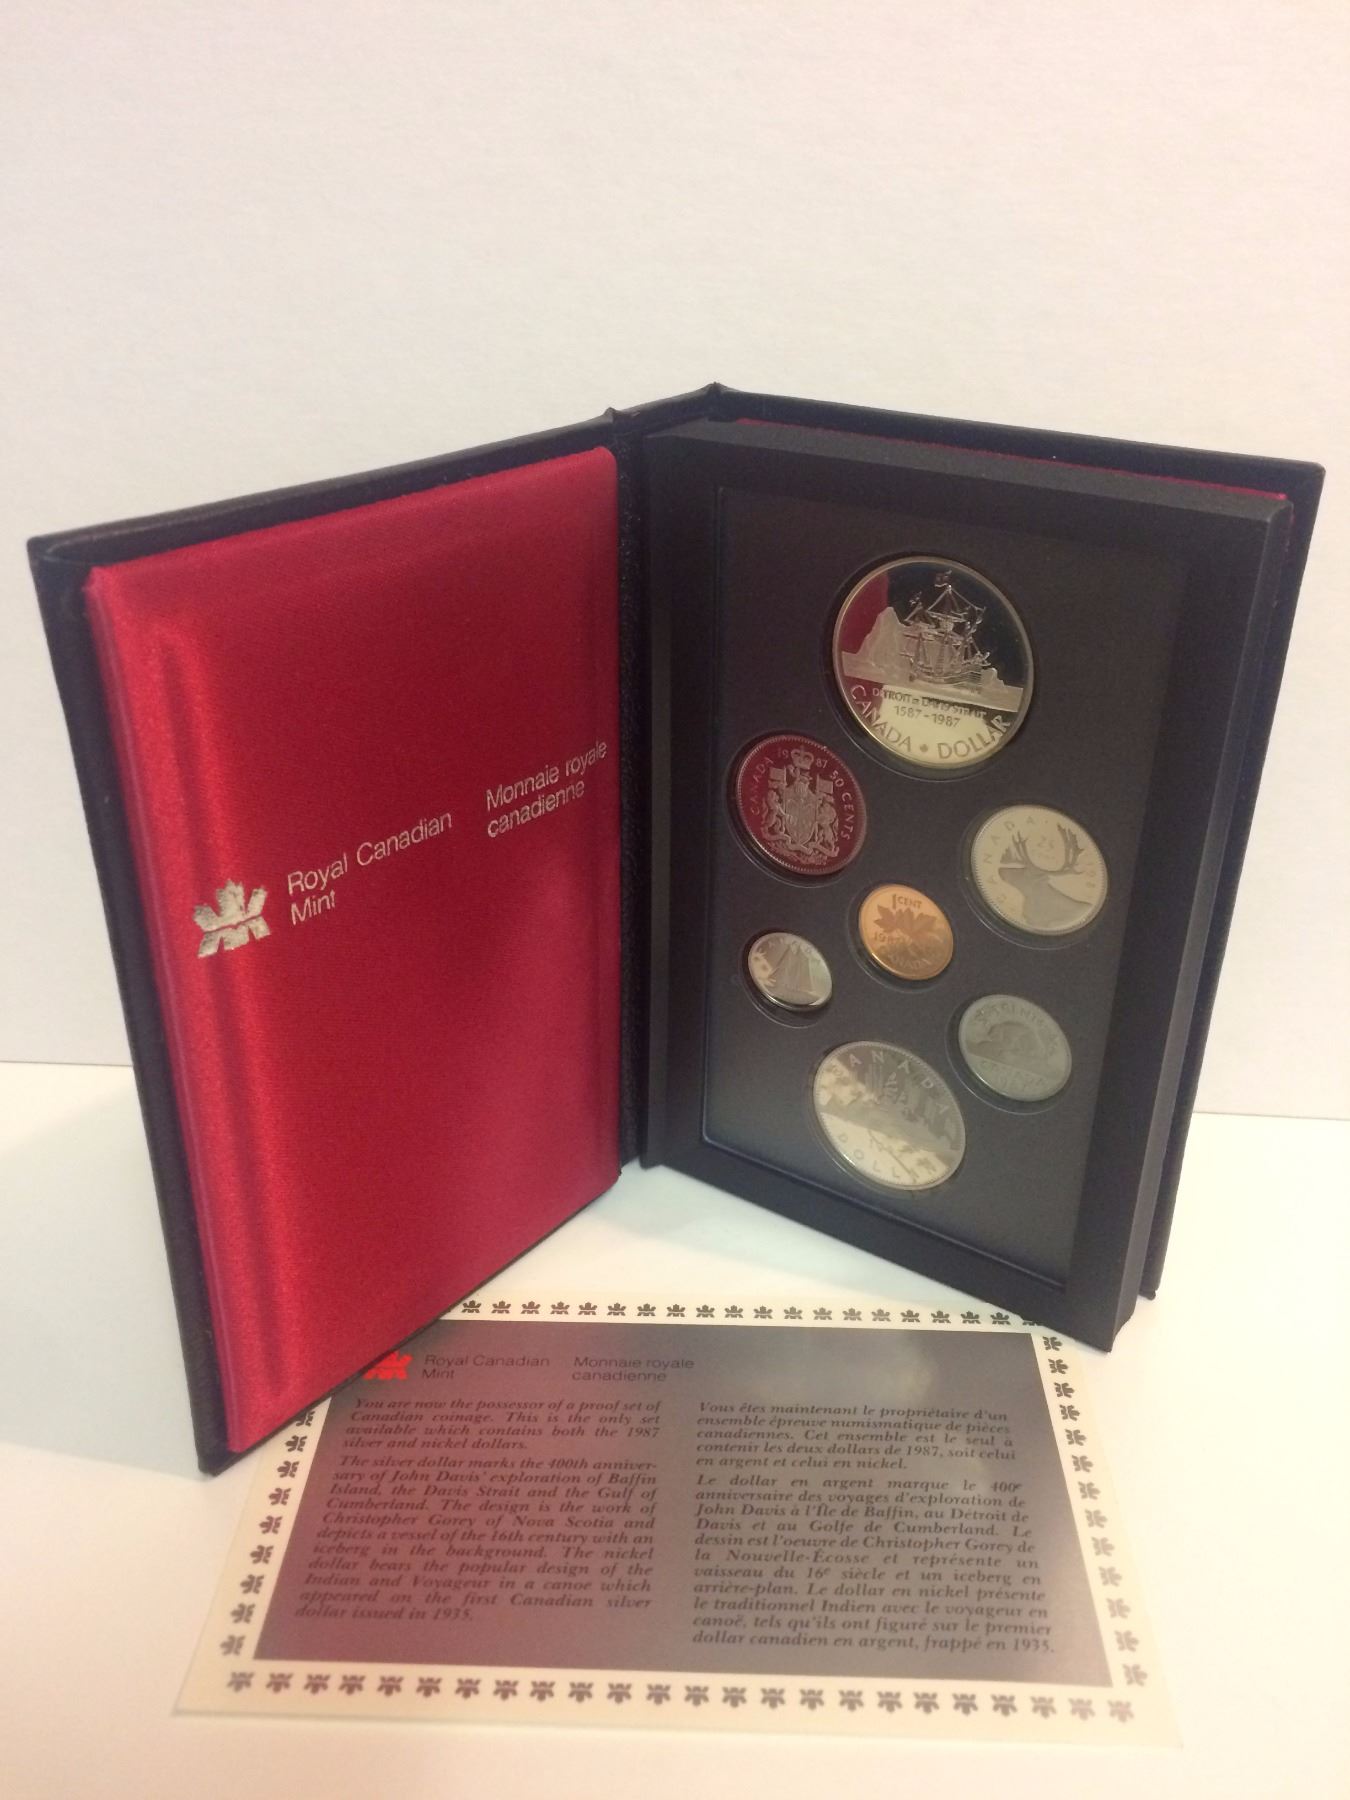 Royal Canadian
Mint
Monnaie royale
canadienne
DÉTROIT DE DAVIS STRAIT
1587-1987
CANADA DOLLAR
CANADA 1987 50 CENTS
CANADA
1 CENT
1987
CANADA
CANADA
5 CENTS
CANADA
CANADA
DOLLAR
Royal Canadian
Mint
Monnaie royale
canadienne
You are now the possessor of a proof set of
Canadian coinage. This is the only set
available which contains both the 1987
silver and nickel dollars.
The silver dollar marks the 400th anniver-
sary of John Davis' exploration of Baffin
Island, the Davis Strait and the Gulf of
Cumberland. The design is the work of
Christopher Gorey of Nova Scotia and
depicts a vessel of the 16th century with an
iceberg in the background. The nickel
dollar bears the popular design of the
Indian and Voyageur in a canoe which
appeared on the first Canadian silver
dollar issued in 1935.
Vous êtes maintenant le propriétaire d'un
ensemble épreuve numismatique de pièces
canadiennes. Cet ensemble est le seul à
contenir les deux dollars de 1987, soit celui
en argent et celui en nickel.
Le dollar en argent marque le 400e
anniversaire des voyages d'exploration de
John Davis à l'Île de Baffin, au Détroit de
Davis et au Golfe de Cumberland. Le
dessin est l'oeuvre de Christopher Gorey de
la Nouvelle-Écosse et représente un
vaisseau du 16e siècle et un iceberg en
arrière-plan. Le dollar en nickel présente
le traditionnel Indien avec le voyageur en
canoë, tels qu'ils ont figuré sur le premier
dollar canadien en argent, frappé en 1935.